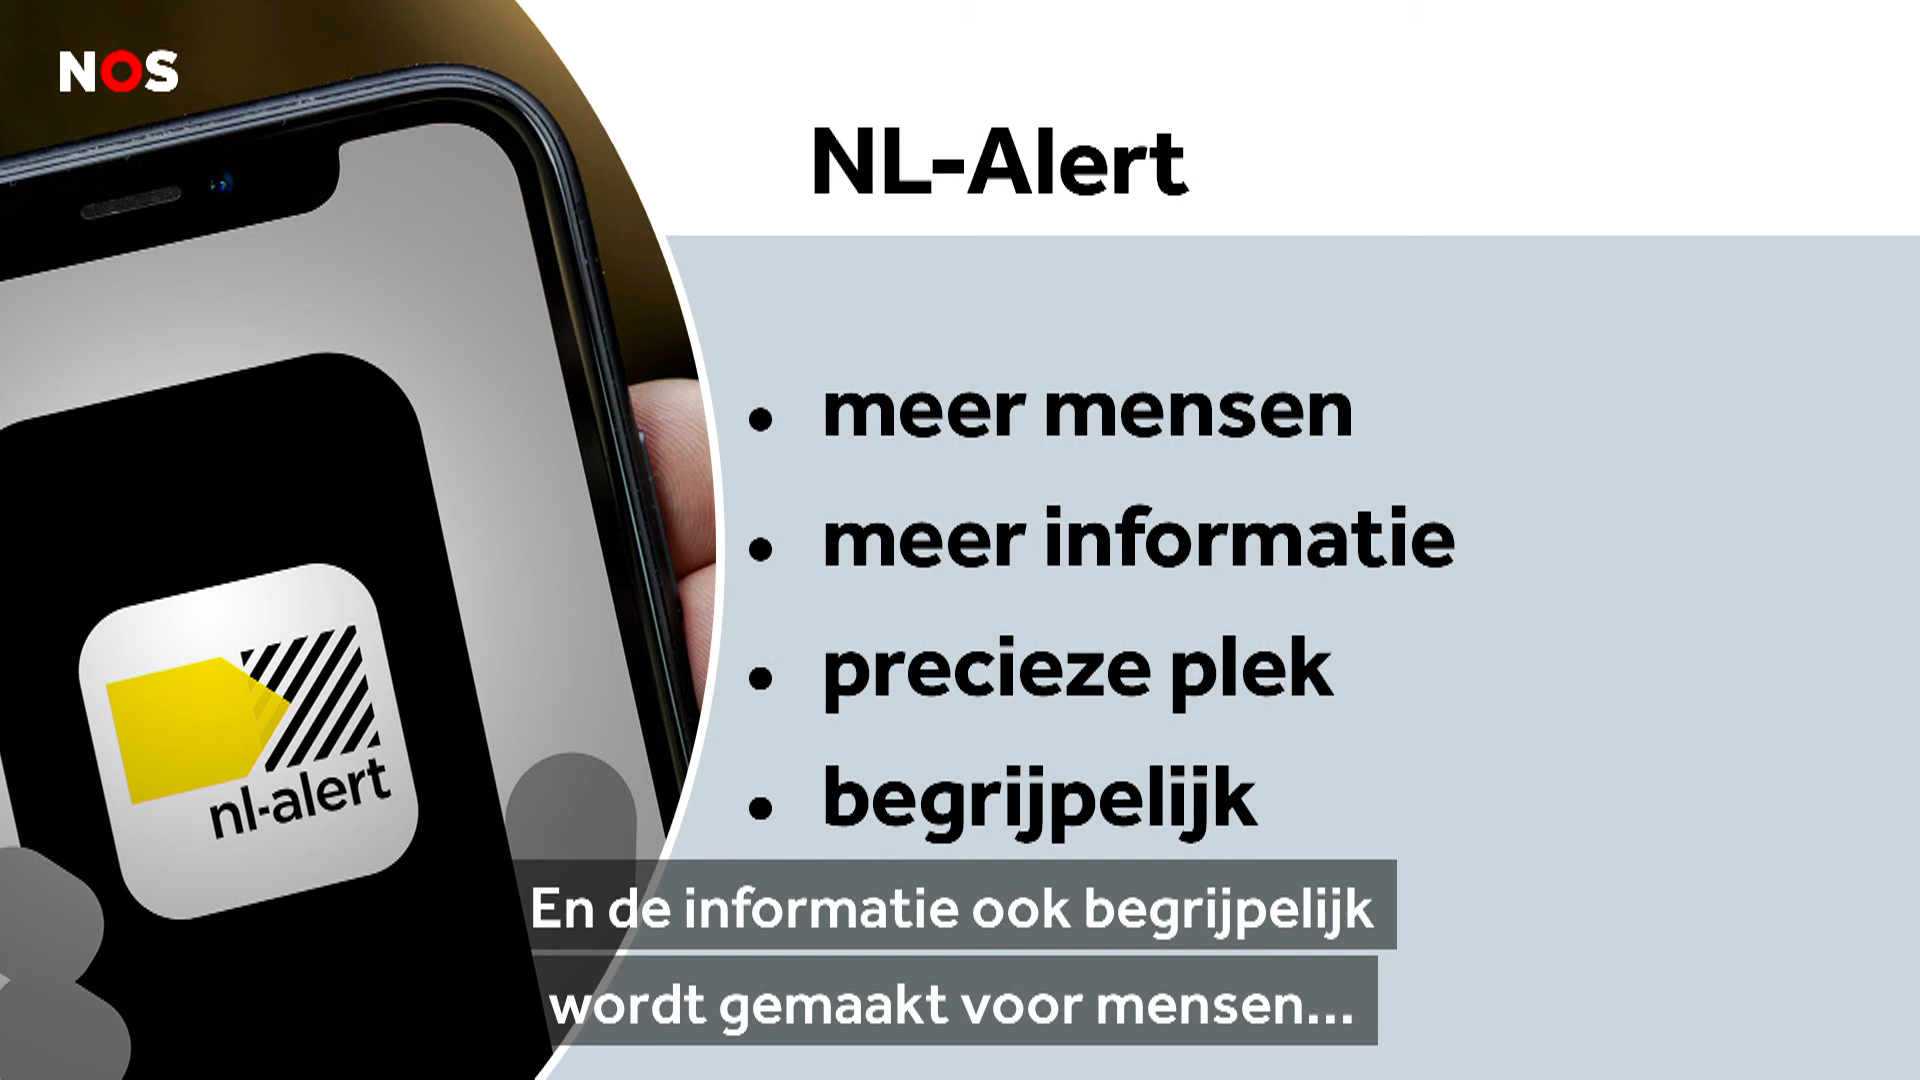 NOS
NL-Alert
• meer mensen
• meer informatie
• precieze plek
• begrijpelijk
nl-alert
En de informatie ook begrijpelijk
wordt gemaakt voor mensen...